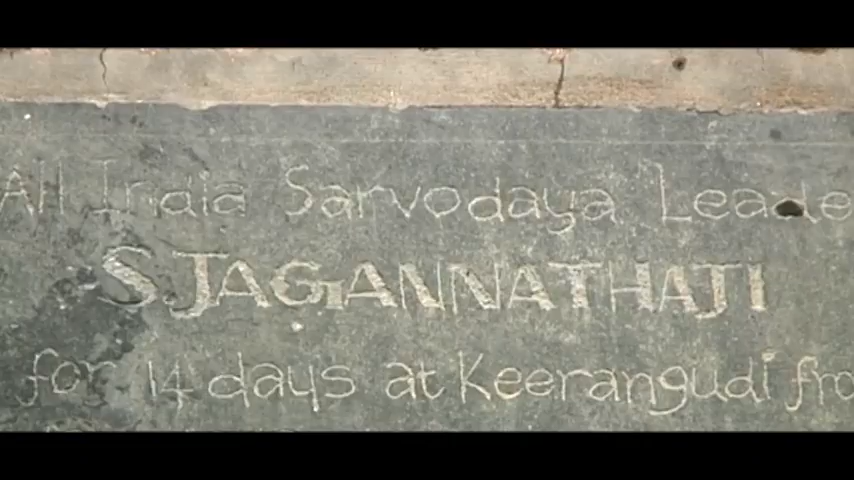 All India Sarvodaya Leade
S JAGANNATHAJI
for 14 days at Keerangudi fro